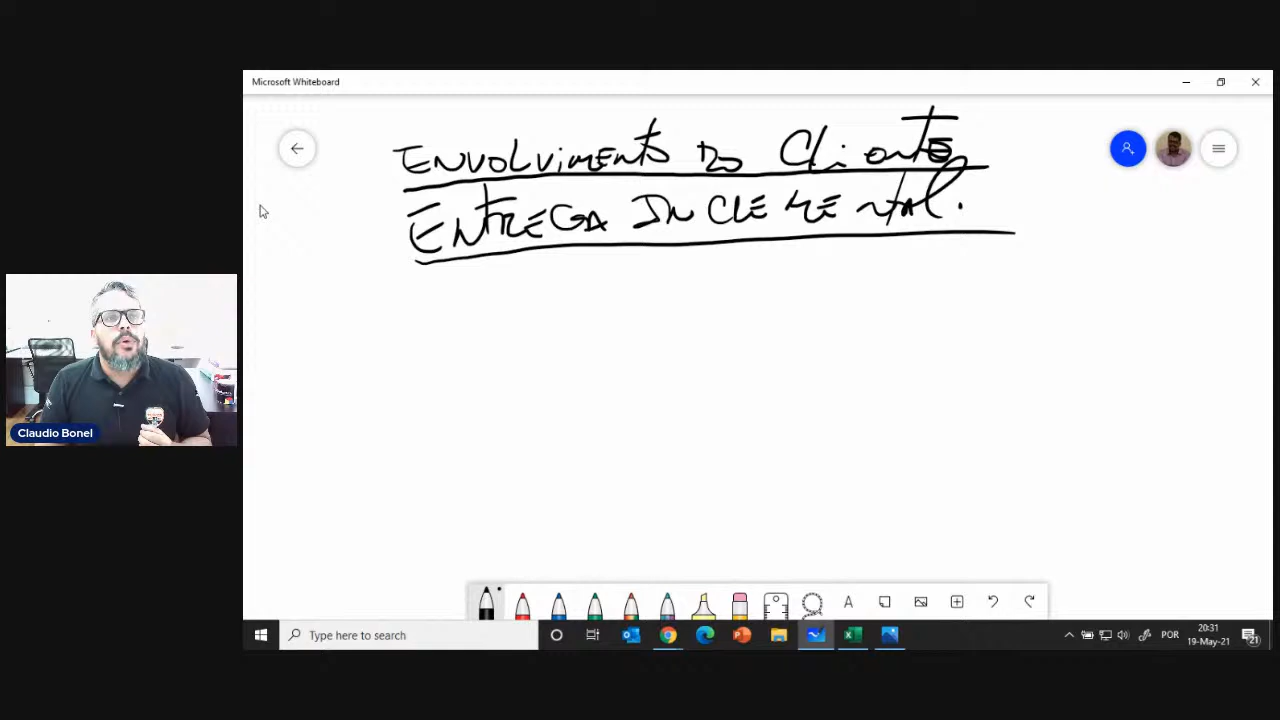 Microsoft Whiteboard
ENVOLVIMENTO DO CLIENTE
ENTREGA INCREMENTAL.
Claudio Bonel
A
Type here to search
POR
20:31
19-May-21
21